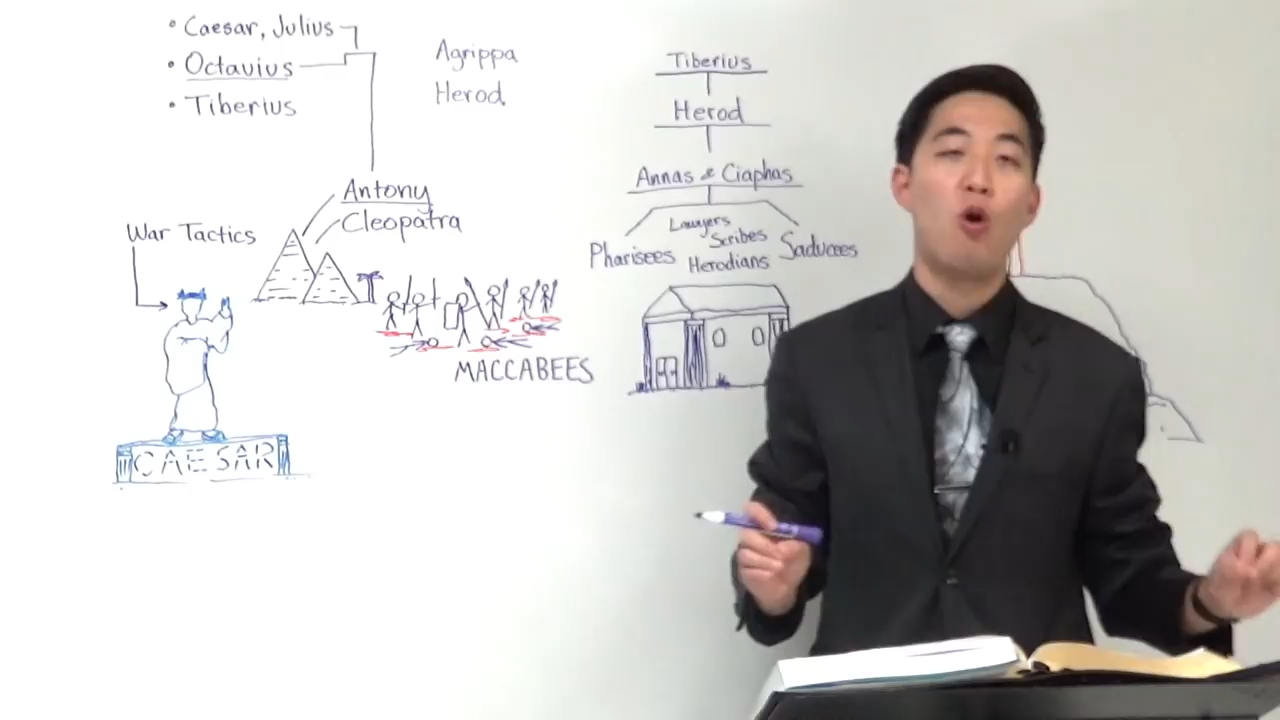 • Caesar, Julius
• Octavius
• Tiberius
Agrippa
Herod
Antony
Cleopatra
War Tactics
CAESAR
MACCABEES
Tiberius
Herod
Annas & Ciaphas
Lawyers
Pharisees
Scribes
Saducees
Herodians